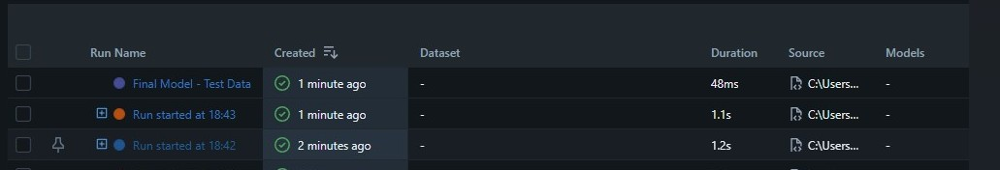 Run Name Created Dataset Duration Source Models
Final Model - Test Data 1 minute ago - 48ms C:\Users... -
Run started at 18:43 1 minute ago - 1.1s C:\Users... -
Run started at 18:42 2 minutes ago - 1.2s C:\Users... -